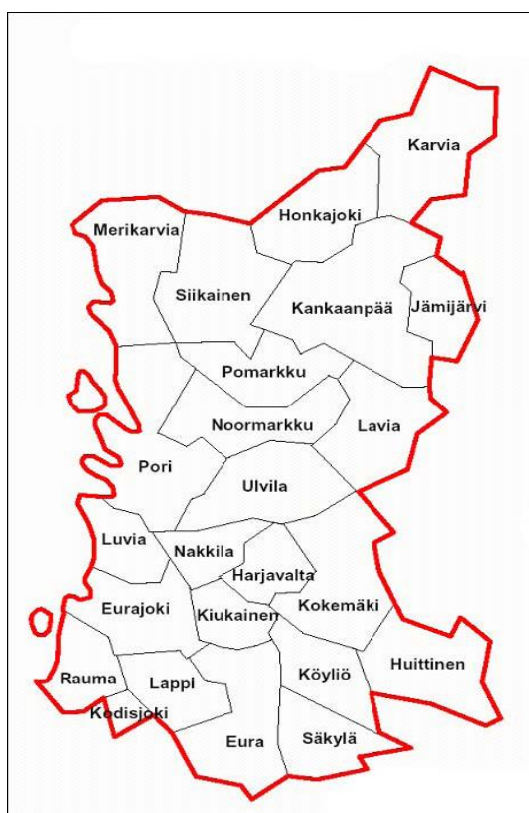 Karvia
Honkajoki
Merikarvia
Siikainen
Kankaanpää
Jämijärvi
Pomarkku
Noormarkku
Lavia
Pori
Ulvila
Luvia
Nakkila
Harjavalta
Kokemäki
Eurajoki
Kiukainen
Huittinen
Rauma
Lappi
Köyliö
Kodisjoki
Eura
Säkylä